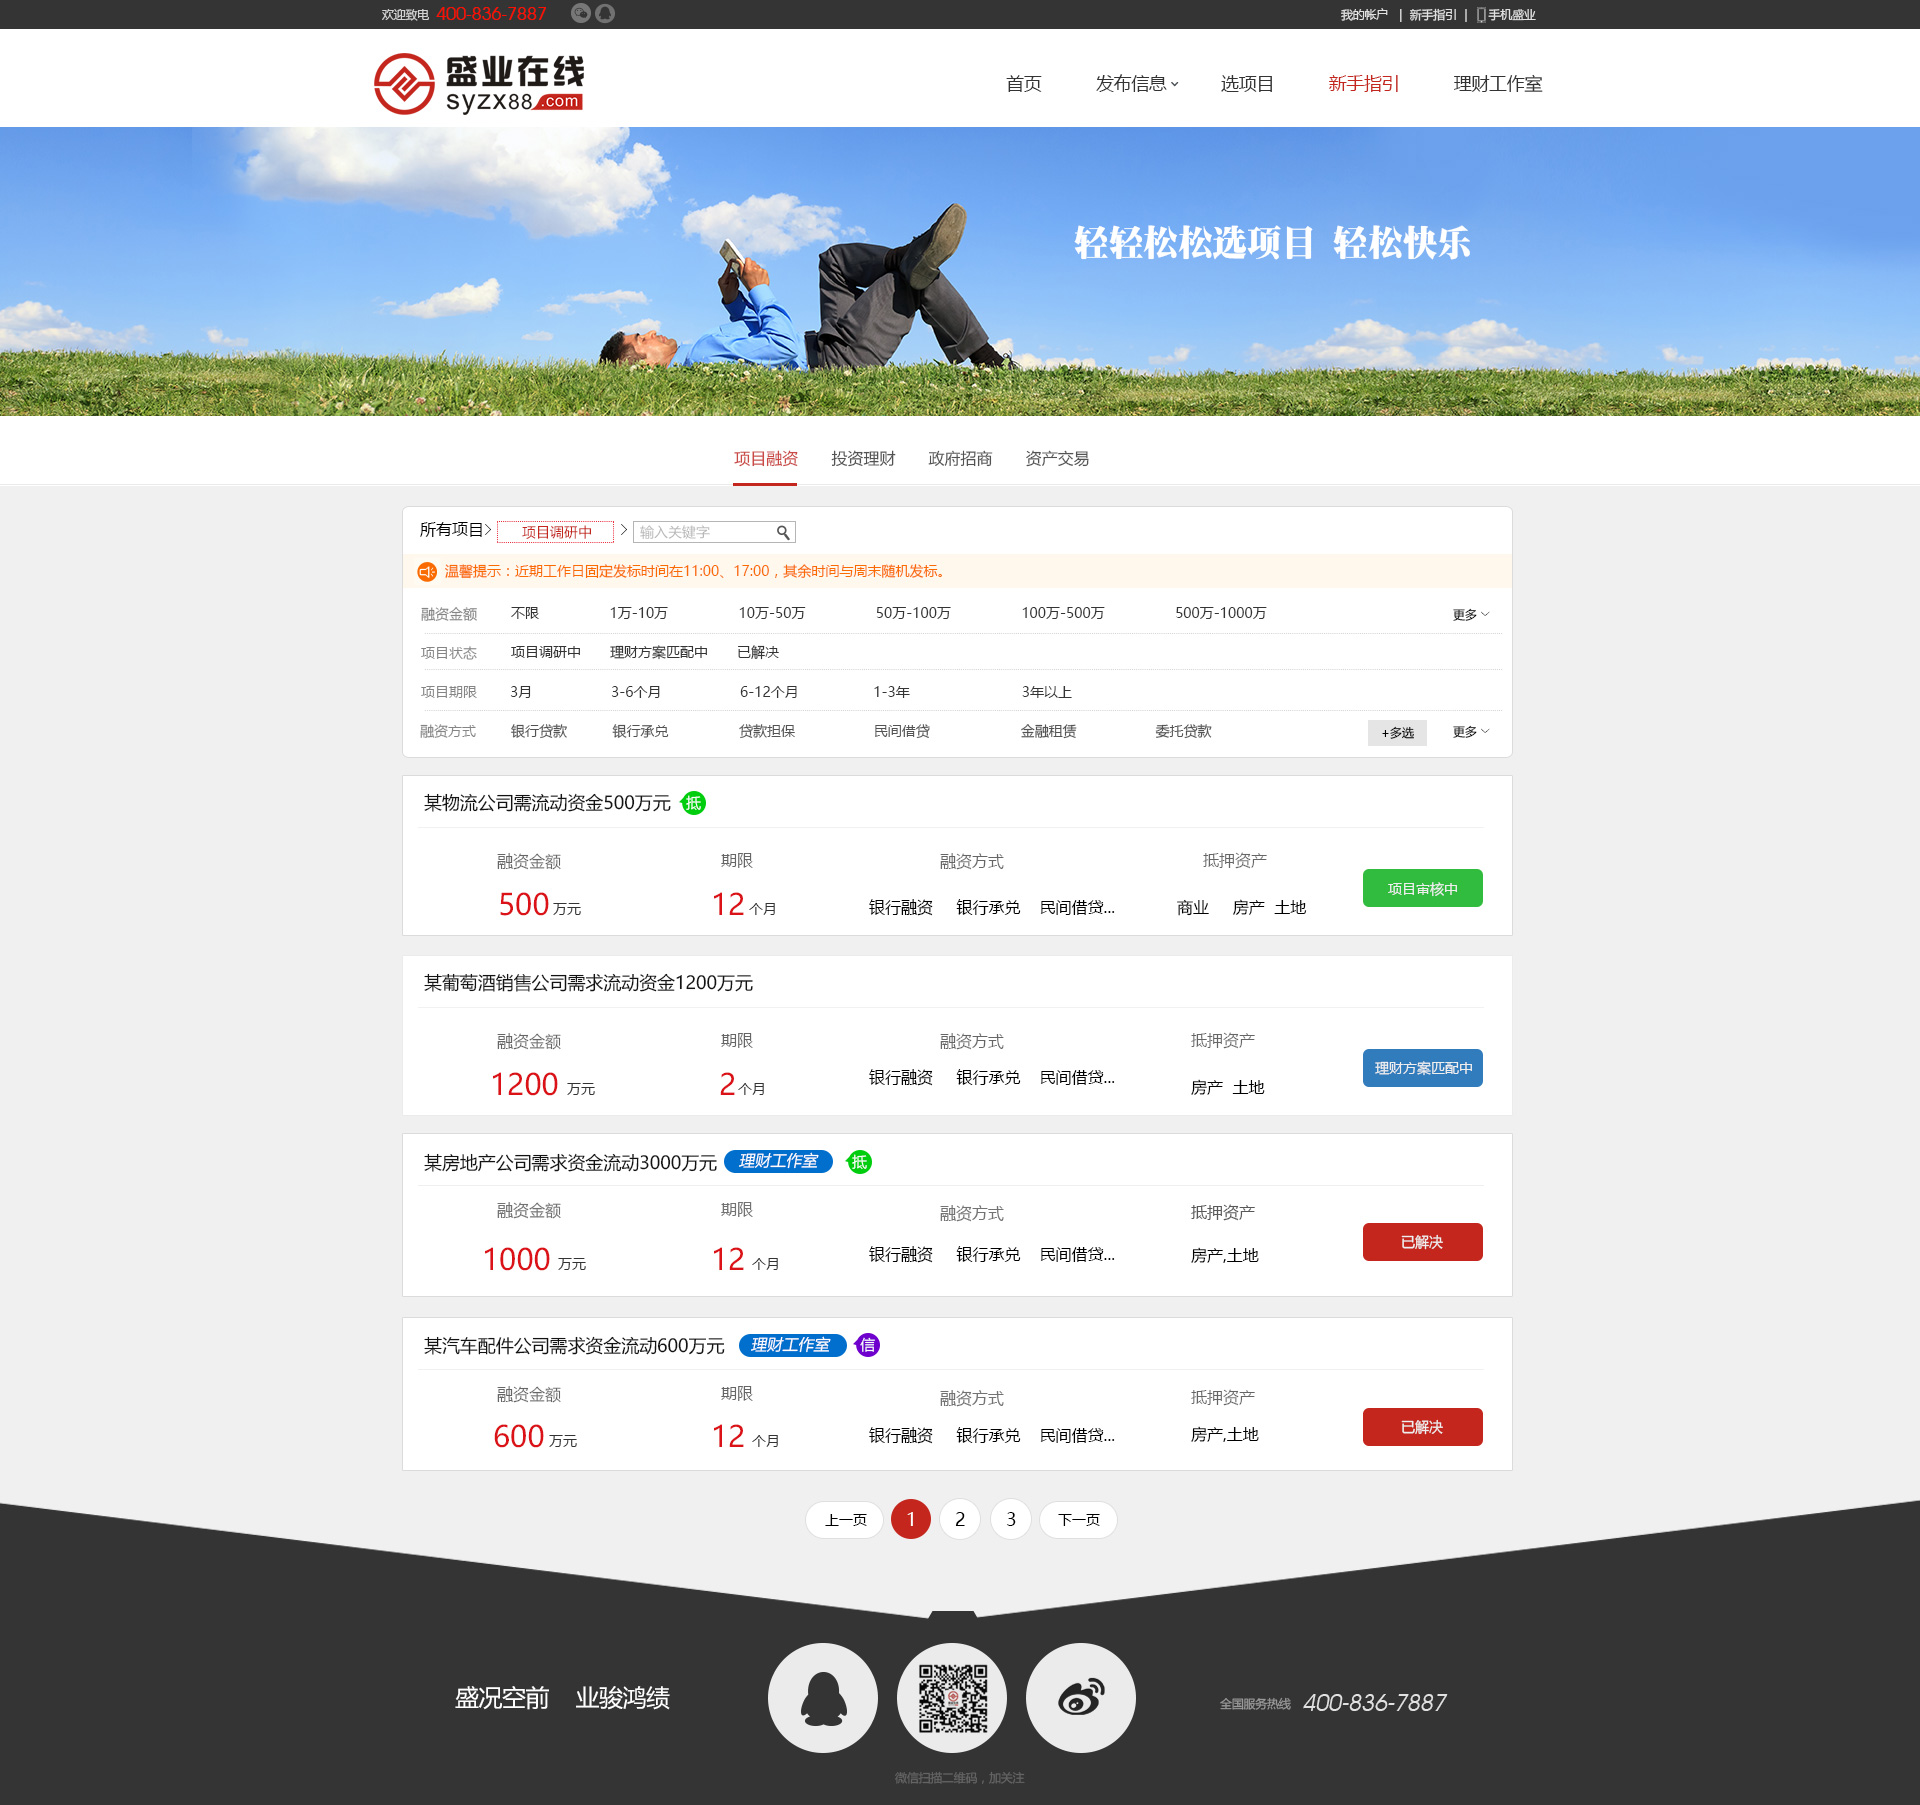 欢迎致电 400-836-7887 我的帐户 | 新手指引 | 手机盛业
盛业在线
syzx88.com
首页 发布信息 选项目 新手指引 理财工作室
轻轻松松选项目 轻松快乐
项目融资 投资理财 政府招商 资产交易
所有项目 项目调研中 输入关键字
温馨提示：近期工作日固定发标时间在11:00、17:00，其余时间与周末随机发标。
融资金额 不限 1万-10万 10万-50万 50万-100万 100万-500万 500万-1000万 更多
项目状态 项目调研中 理财方案匹配中 已解决
项目期限 3月 3-6个月 6-12个月 1-3年 3年以上
融资方式 银行贷款 银行承兑 贷款担保 民间借贷 金融租赁 委托贷款 +多选 更多
某物流公司需流动资金500万元 抵
融资金额 期限 融资方式 抵押资产
500万元 12个月 银行融资 银行承兑 民间借贷... 商业 房产 土地 项目审核中
某葡萄酒销售公司需求流动资金1200万元
融资金额 期限 融资方式 抵押资产
1200 万元 2个月 银行融资 银行承兑 民间借贷... 房产 土地 理财方案匹配中
某房地产公司需求资金流动3000万元 理财工作室 抵
融资金额 期限 融资方式 抵押资产
1000 万元 12 个月 银行融资 银行承兑 民间借贷... 房产,土地 已解决
某汽车配件公司需求资金流动600万元 理财工作室 信
融资金额 期限 融资方式 抵押资产
600 万元 12 个月 银行融资 银行承兑 民间借贷... 房产,土地 已解决
上一页 1 2 3 下一页
盛况空前 业骏鸿绩 全国服务热线 400-836-7887
微信扫描二维码，加关注